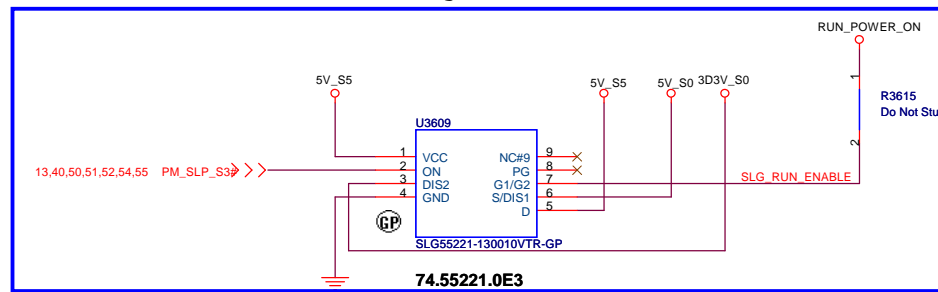 RUN_POWER_ON
5V_S5
5V_S5
5V_S0
3D3V_S0
1
R3615
Do Not Stu
2
U3609
1
VCC
NC#9
9
2
ON
PG
8
3
DIS2
G1/G2
7
4
GND
S/DIS1
6
D
5
13,40,50,51,52,54,55
PM_SLP_S3#
SLG_RUN_ENABLE
GP
SLG55221-130010VTR-GP
74.55221.0E3